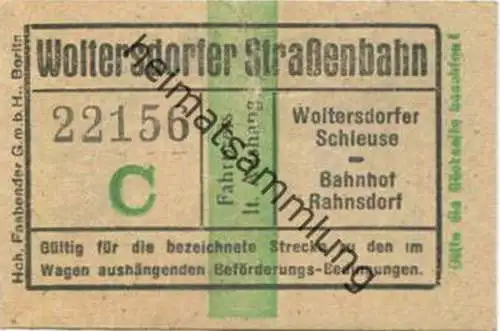 Woltersdorfer Straßenbahn
22156
C
Fahrpreis
lt. Aushang
Woltersdorfer
Schleuse
–
Bahnhof
Rahnsdorf
Gültig für die bezeichnete Strecke zu den im
Wagen aushängenden Beförderungs-Bedingungen.
Hch. Fassbender G.m.b.H., Berlin
Bitte die Rückseite beachten!
heimatsammlung